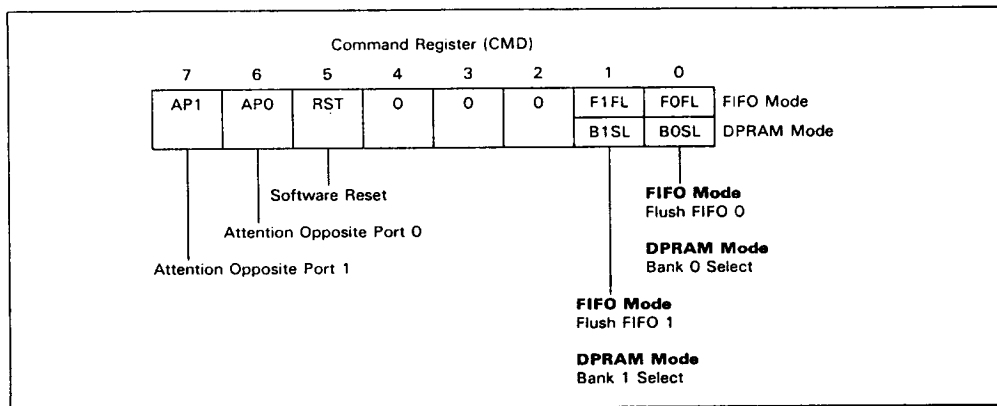 Command Register (CMD)
7 6 5 4 3 2 1 0
AP1 AP0 RST 0 0 0 F1FL F0FL FIFO Mode
B1SL B0SL DPRAM Mode
Software Reset
Attention Opposite Port 0
Attention Opposite Port 1
FIFO Mode
Flush FIFO 0
DPRAM Mode
Bank 0 Select
FIFO Mode
Flush FIFO 1
DPRAM Mode
Bank 1 Select